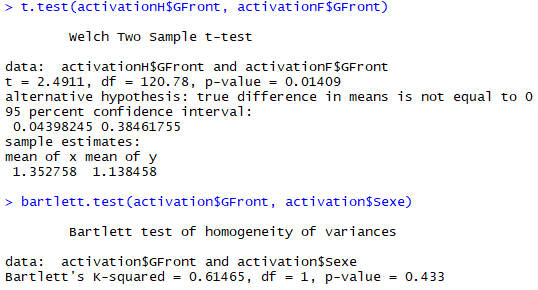 > t.test(activationH$GFront, activationF$GFront)
Welch Two Sample t-test
data:  activationH$GFront and activationF$GFront
t = 2.4911, df = 120.78, p-value = 0.01409
alternative hypothesis: true difference in means is not equal to 0
95 percent confidence interval:
0.04398245 0.38461755
sample estimates:
mean of x mean of y
1.352758  1.138458
> bartlett.test(activation$GFront, activation$Sexe)
Bartlett test of homogeneity of variances
data:  activation$GFront and activation$Sexe
Bartlett's K-squared = 0.61465, df = 1, p-value = 0.433